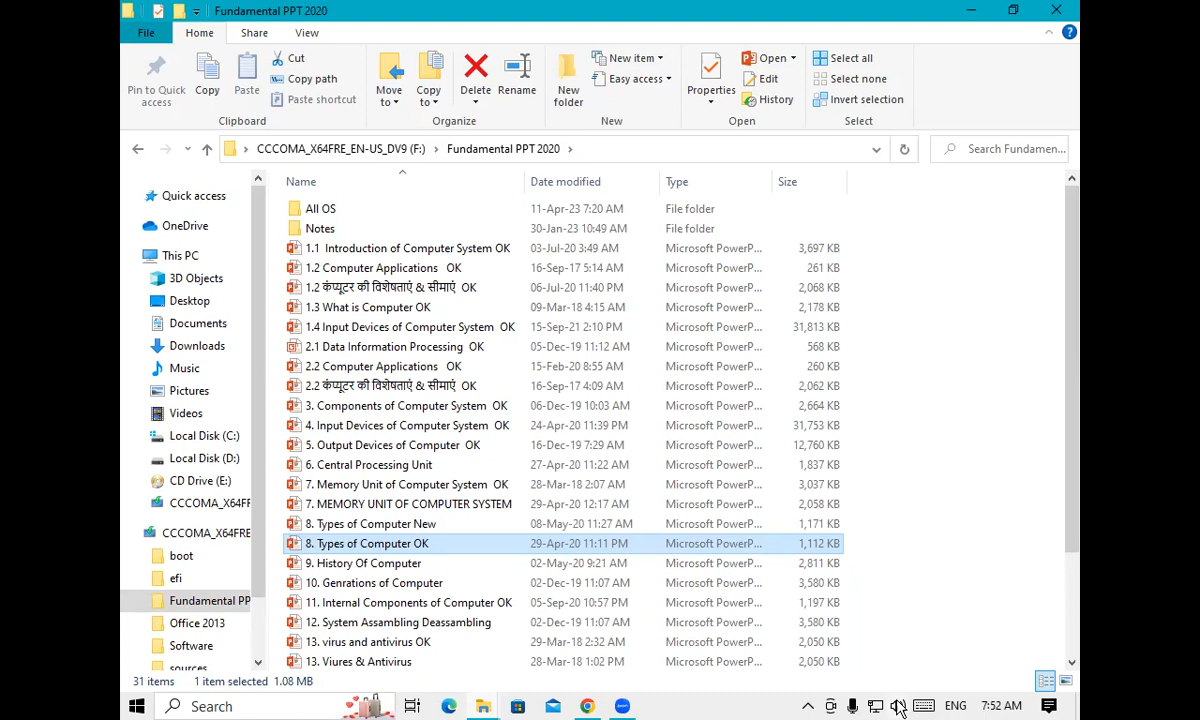 Fundamental PPT 2020
File Home Share View
Pin to Quick access
Copy
Paste
Cut
Copy path
Paste shortcut
Clipboard
Move to
Copy to
Delete
Rename
Organize
New folder
New item
Easy access
New
Properties
Open
Edit
History
Open
Select all
Select none
Invert selection
Select
CCCOMA_X64FRE_EN-US_DV9 (F:) Fundamental PPT 2020
Search Fundamen...
Quick access
OneDrive
This PC
3D Objects
Desktop
Documents
Downloads
Music
Pictures
Videos
Local Disk (C:)
Local Disk (D:)
CD Drive (E:)
CCCOMA_X64FF
CCCOMA_X64FRE
boot
efi
Fundamental PP
Office 2013
Software
sources
Name Date modified Type Size
All OS 11-Apr-23 7:20 AM File folder
Notes 30-Jan-23 10:49 AM File folder
1.1 Introduction of Computer System OK 03-Jul-20 3:49 AM Microsoft PowerP... 3,697 KB
1.2 Computer Applications OK 16-Sep-17 5:14 AM Microsoft PowerP... 261 KB
1.2 कंप्यूटर की विशेषताएं & सीमाएं OK 06-Jul-20 11:40 PM Microsoft PowerP... 2,068 KB
1.3 What is Computer OK 09-Mar-18 4:15 AM Microsoft PowerP... 2,178 KB
1.4 Input Devices of Computer System OK 15-Sep-21 2:10 PM Microsoft PowerP... 31,813 KB
2.1 Data Information Processing OK 05-Dec-19 11:12 AM Microsoft PowerP... 568 KB
2.2 Computer Applications OK 15-Feb-20 8:55 AM Microsoft PowerP... 260 KB
2.2 कंप्यूटर की विशेषताएं & सीमाएं OK 16-Sep-17 4:09 AM Microsoft PowerP... 2,062 KB
3. Components of Computer System OK 06-Dec-19 10:03 AM Microsoft PowerP... 2,664 KB
4. Input Devices of Computer System OK 24-Apr-20 11:39 PM Microsoft PowerP... 31,753 KB
5. Output Devices of Computer OK 16-Dec-19 7:29 AM Microsoft PowerP... 12,760 KB
6. Central Processing Unit 27-Apr-20 11:22 AM Microsoft PowerP... 1,837 KB
7. Memory Unit of Computer System OK 28-Mar-18 2:07 AM Microsoft PowerP... 3,037 KB
7. MEMORY UNIT OF COMPUTER SYSTEM 29-Apr-20 12:17 AM Microsoft PowerP... 2,058 KB
8. Types of Computer New 08-May-20 11:27 AM Microsoft PowerP... 1,171 KB
8. Types of Computer OK 29-Apr-20 11:11 PM Microsoft PowerP... 1,112 KB
9. History Of Computer 02-May-20 9:21 AM Microsoft PowerP... 2,811 KB
10. Genrations of Computer 02-Dec-19 11:07 AM Microsoft PowerP... 3,580 KB
11. Internal Components of Computer OK 05-Sep-20 10:57 PM Microsoft PowerP... 1,197 KB
12. System Assambling Deassambling 02-Dec-19 11:07 AM Microsoft PowerP... 3,580 KB
13. virus and antivirus OK 29-Mar-18 2:32 AM Microsoft PowerP... 2,050 KB
13. Viures & Antivirus 28-Mar-18 1:02 PM Microsoft PowerP... 2,050 KB
31 items 1 item selected 1.08 MB
Search ENG 7:52 AM